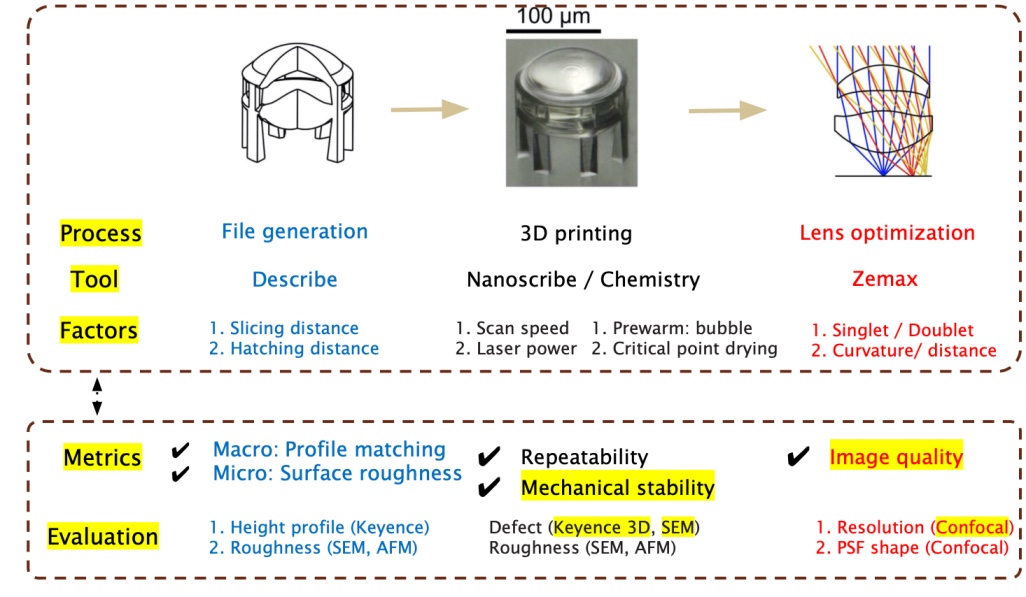 100 µm
Process
File generation
3D printing
Lens optimization
Tool
Describe
Nanoscribe / Chemistry
Zemax
Factors
1. Slicing distance
2. Hatching distance
1. Scan speed
2. Laser power
1. Prewarm: bubble
2. Critical point drying
1. Singlet / Doublet
2. Curvature/ distance
Metrics
✔ Macro: Profile matching
✔ Micro: Surface roughness
✔ Repeatability
✔ Mechanical stability
✔ Image quality
Evaluation
1. Height profile (Keyence)
2. Roughness (SEM, AFM)
Defect (Keyence 3D, SEM)
Roughness (SEM, AFM)
1. Resolution (Confocal)
2. PSF shape (Confocal)